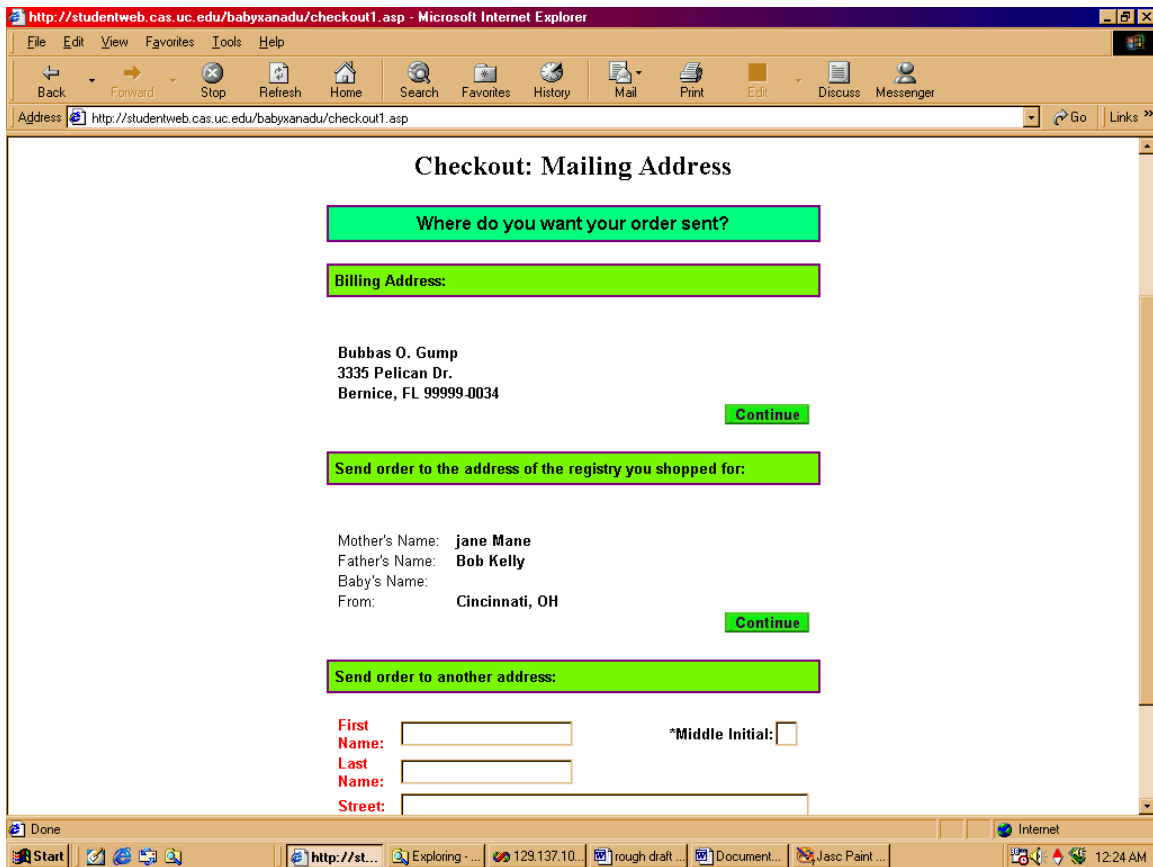 http://studentweb.cas.uc.edu/babyxanadu/checkout1.asp - Microsoft Internet Explorer
File Edit View Favorites Tools Help
Back Forward Stop Refresh Home Search Favorites History Mail Print Edit Discuss Messenger
Address http://studentweb.cas.uc.edu/babyxanadu/checkout1.asp Go Links »
Checkout: Mailing Address
Where do you want your order sent?
Billing Address:
Bubbas O. Gump
3335 Pelican Dr.
Bernice, FL 99999-0034
Continue
Send order to the address of the registry you shopped for:
Mother's Name: jane Mane
Father's Name: Bob Kelly
Baby's Name:
From: Cincinnati, OH
Continue
Send order to another address:
First Name: *Middle Initial:
Last Name:
Street:
Done Internet
Start http://st... Exploring - ... 129.137.10... rough draft ... Document... Jasc Paint ... 12:24 AM